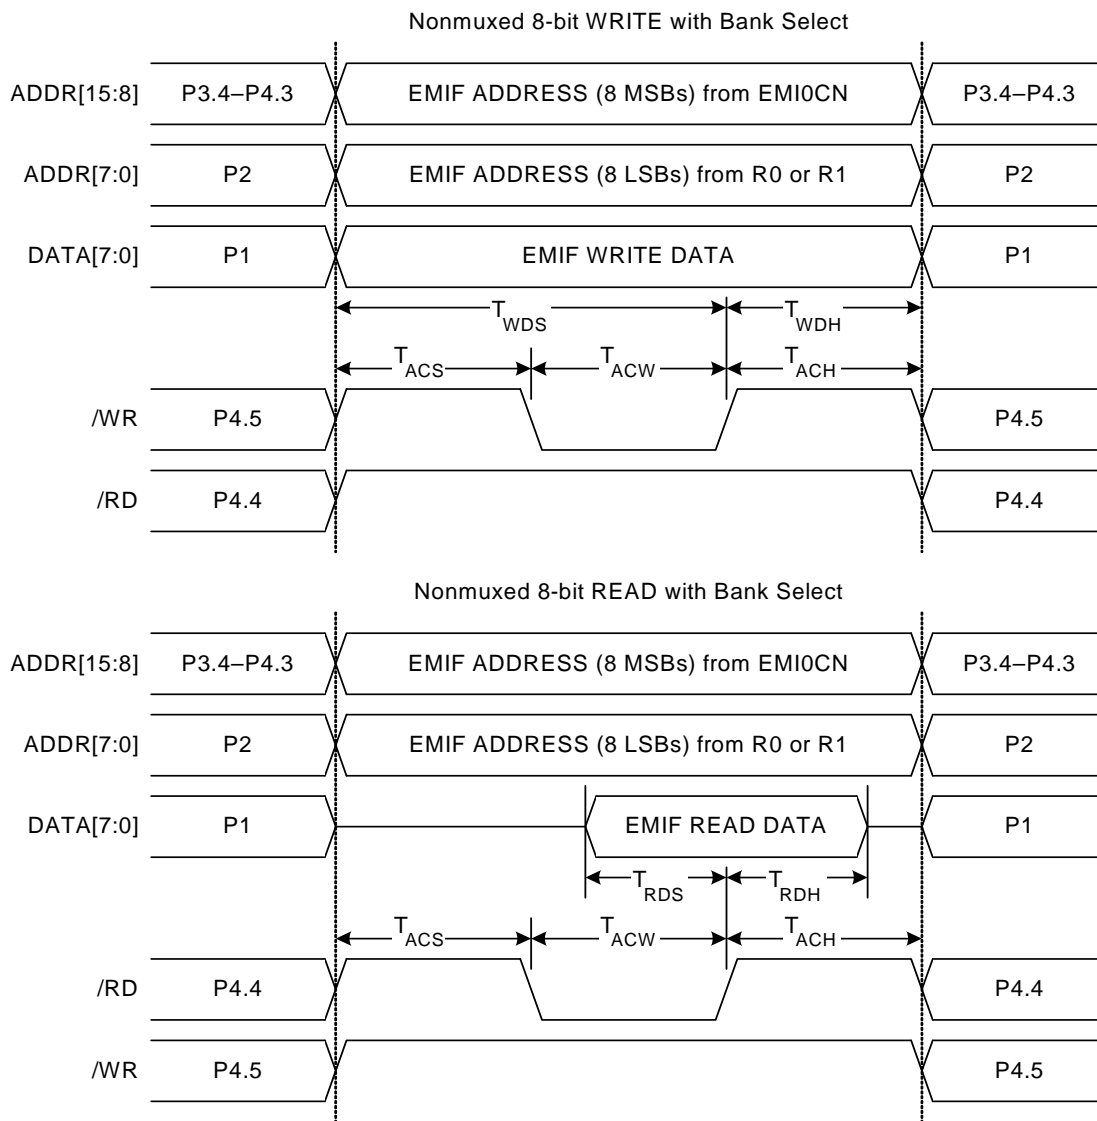 Nonmuxed 8-bit WRITE with Bank Select
ADDR[15:8] P3.4–P4.3 EMIF ADDRESS (8 MSBs) from EMI0CN P3.4–P4.3
ADDR[7:0] P2 EMIF ADDRESS (8 LSBs) from R0 or R1 P2
DATA[7:0] P1 EMIF WRITE DATA P1
TWDS TWDH
TACS TACW TACH
/WR P4.5 P4.5
/RD P4.4 P4.4
Nonmuxed 8-bit READ with Bank Select
ADDR[15:8] P3.4–P4.3 EMIF ADDRESS (8 MSBs) from EMI0CN P3.4–P4.3
ADDR[7:0] P2 EMIF ADDRESS (8 LSBs) from R0 or R1 P2
DATA[7:0] P1 EMIF READ DATA P1
TRDS TRDH
TACS TACW TACH
/RD P4.4 P4.4
/WR P4.5 P4.5